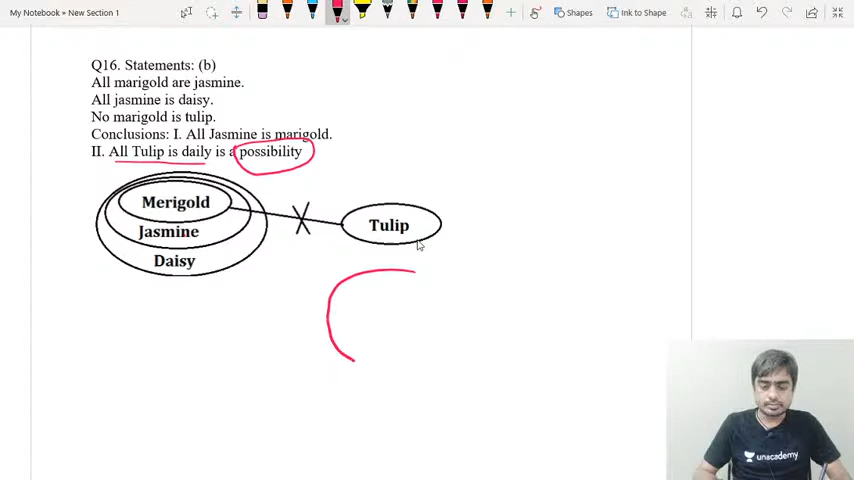 My Notebook » New Section 1
Shapes
Ink to Shape
Q16. Statements: (b)
All marigold are jasmine.
All jasmine is daisy.
No marigold is tulip.
Conclusions: I. All Jasmine is marigold.
II. All Tulip is daily is a possibility
Merigold
Tulip
Jasmine
Daisy
unacademy